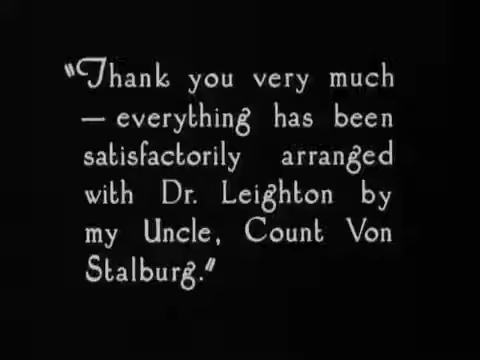 "Thank you very much
— everything has been
satisfactorily arranged
with Dr. Leighton by
my Uncle, Count Von
Stalburg."